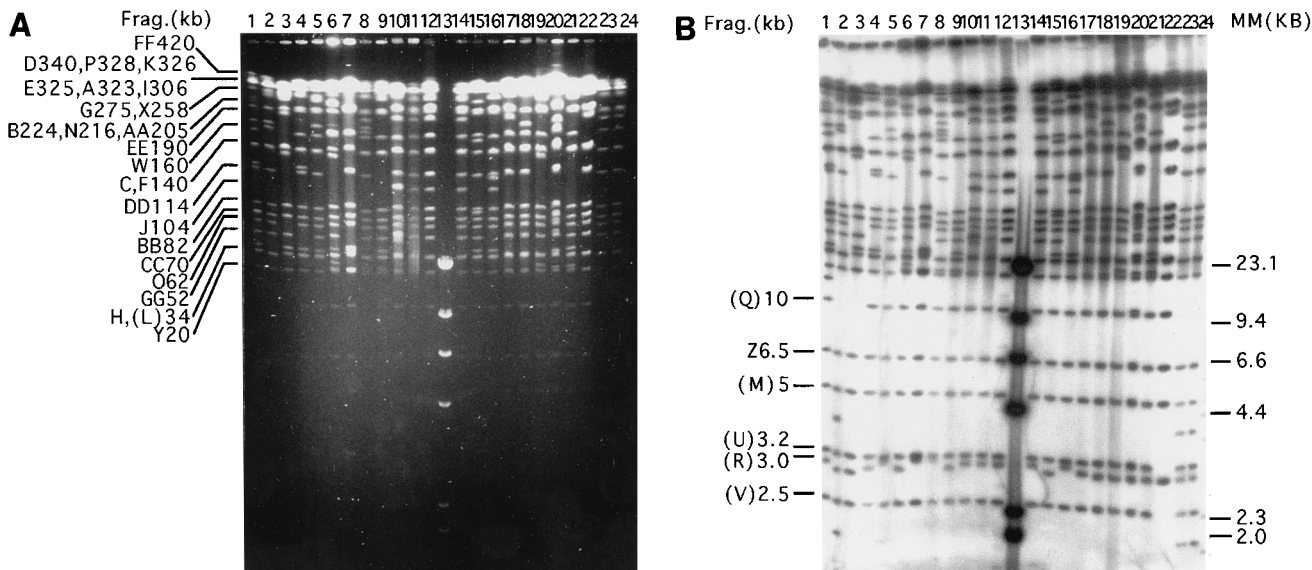 A
Frag.(kb) 1 2 3 4 5 6 7 8 9 10 11 12 13 14 15 16 17 18 19 20 21 22 23 24
FF420
D340,P328,K326
E325,A323,I306
G275,X258
B224,N216,AA205
EE190
W160
C,F140
DD114
J104
BB82
CC70
O62
GG52
H,(L)34
Y20
B
Frag.(kb) 1 2 3 4 5 6 7 8 9 10 11 12 13 14 15 16 17 18 19 20 21 22 23 24 MM(KB)
(Q)10
Z6.5
(M)5
(U)3.2
(R)3.0
(V)2.5
23.1
9.4
6.6
4.4
2.3
2.0